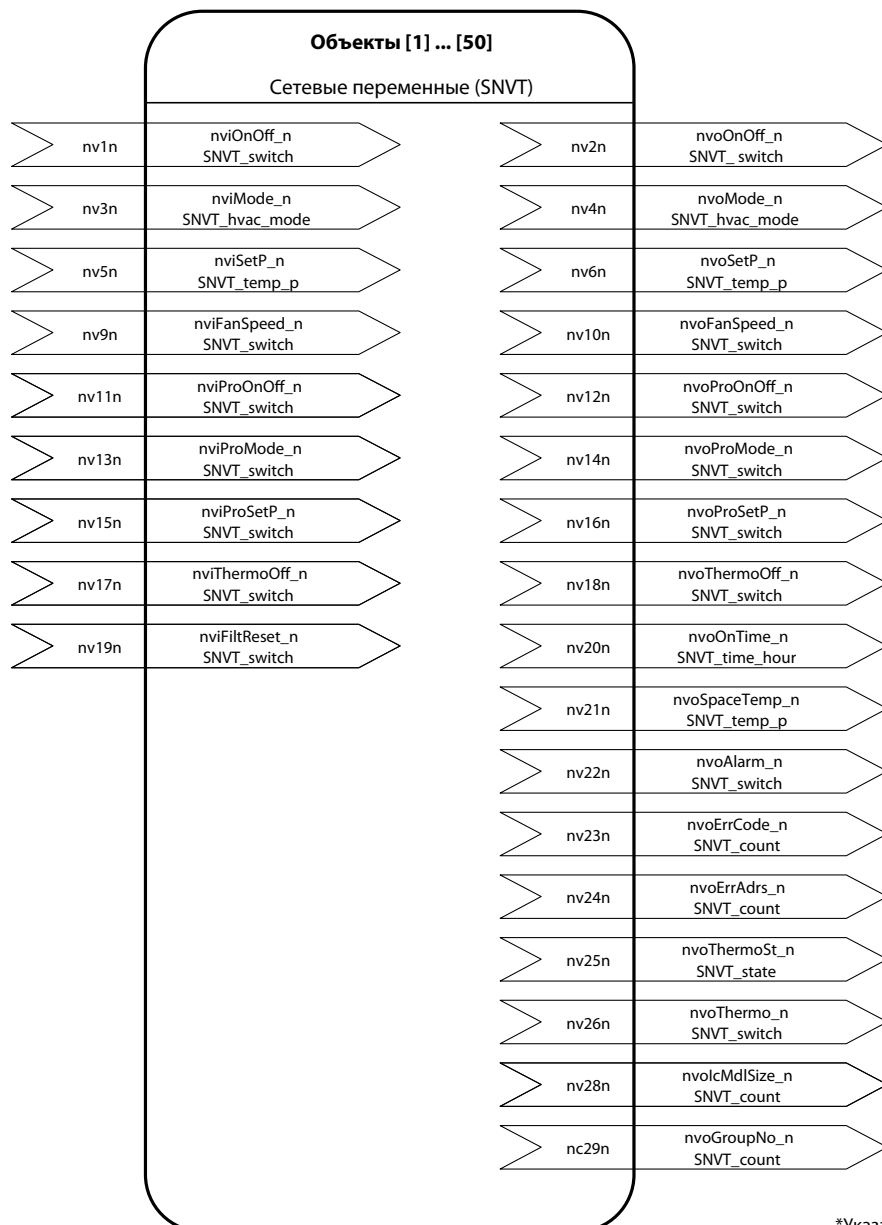 Объекты [1] ... [50]
Сетевые переменные (SNVT)
nv1n
nviOnOff_n
SNVT_switch
nv2n
nvoOnOff_n
SNVT_ switch
nv3n
nviMode_n
SNVT_hvac_mode
nv4n
nvoMode_n
SNVT_hvac_mode
nv5n
nviSetP_n
SNVT_temp_p
nv6n
nvoSetP_n
SNVT_temp_p
nv9n
nviFanSpeed_n
SNVT_switch
nv10n
nvoFanSpeed_n
SNVT_switch
nv11n
nviProOnOff_n
SNVT_switch
nv12n
nvoProOnOff_n
SNVT_switch
nv13n
nviProMode_n
SNVT_switch
nv14n
nvoProMode_n
SNVT_switch
nv15n
nviProSetP_n
SNVT_switch
nv16n
nvoProSetP_n
SNVT_switch
nv17n
nviThermoOff_n
SNVT_switch
nv18n
nvoThermoOff_n
SNVT_switch
nv19n
nviFiltReset_n
SNVT_switch
nv20n
nvoOnTime_n
SNVT_time_hour
nv21n
nvoSpaceTemp_n
SNVT_temp_p
nv22n
nvoAlarm_n
SNVT_switch
nv23n
nvoErrCode_n
SNVT_count
nv24n
nvoErrAdrs_n
SNVT_count
nv25n
nvoThermoSt_n
SNVT_state
nv26n
nvoThermo_n
SNVT_switch
nv28n
nvoIcMdlSize_n
SNVT_count
nc29n
nvoGroupNo_n
SNVT_count